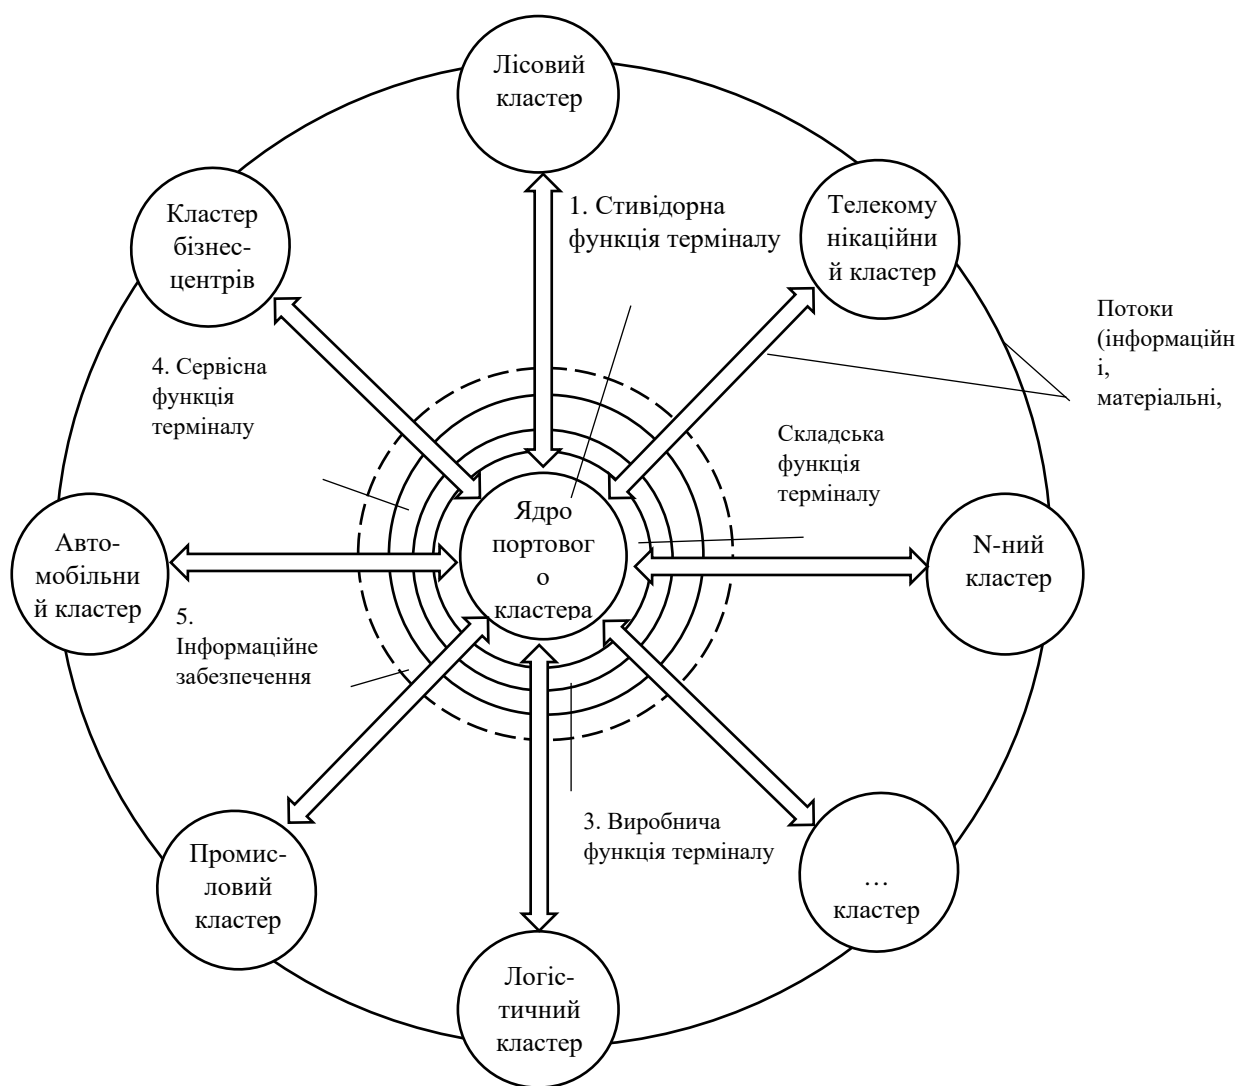 Лісовий
кластер
Кластер
бізнес-
центрів
1. Стивідорна
функція терміналу
Телекому
нікаційни
й кластер
Потоки
(інформаційн
і,
матеріальні,
4. Сервісна
функція
терміналу
Складська
функція
терміналу
Ядро
портовог
о
кластера
Авто-
мобільни
й кластер
N-ний
кластер
5.
Інформаційне
забезпечення
3. Виробнича
функція терміналу
Промис-
ловий
кластер
…
кластер
Логіс-
тичний
кластер